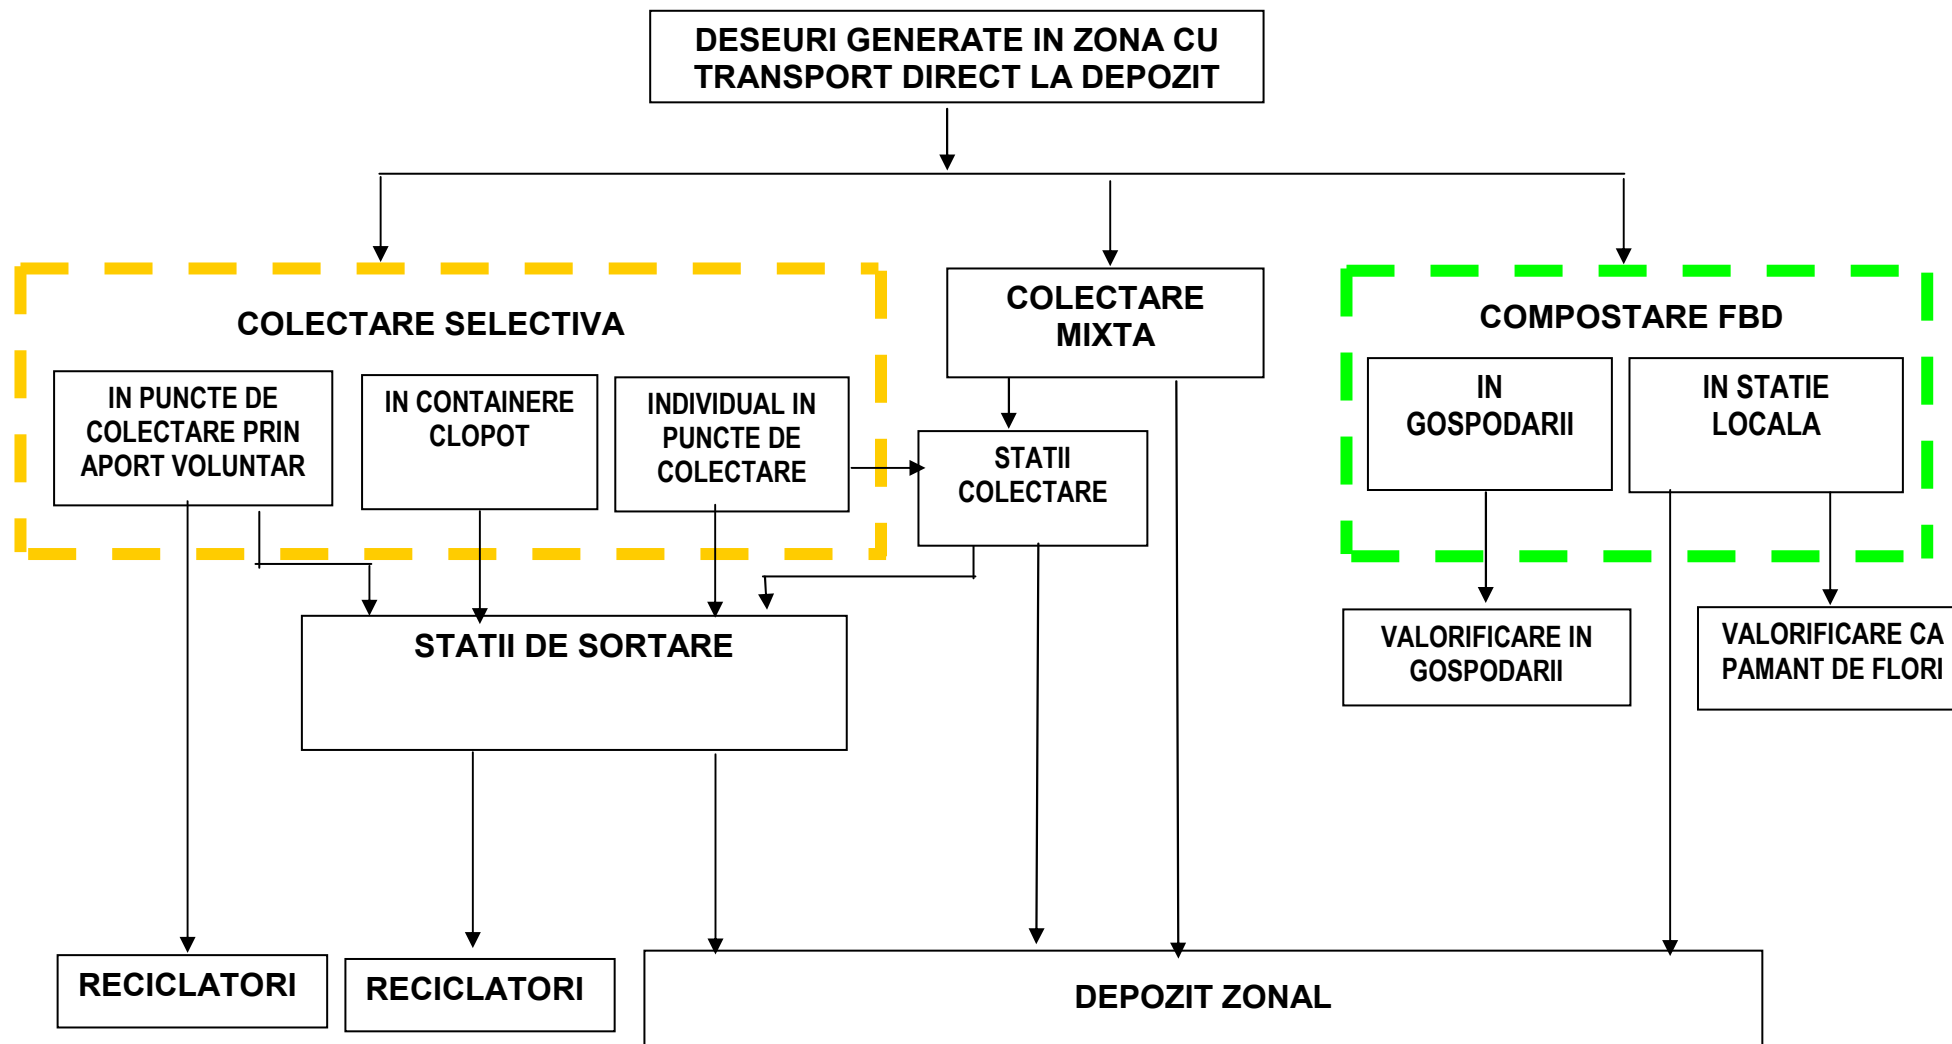 DESEURI GENERATE IN ZONA CU
TRANSPORT DIRECT LA DEPOZIT
COLECTARE SELECTIVA
IN PUNCTE DE
COLECTARE PRIN
APORT VOLUNTAR
IN CONTAINERE
CLOPOT
INDIVIDUAL IN
PUNCTE DE
COLECTARE
COLECTARE
MIXTA
STATII
COLECTARE
COMPOSTARE FBD
IN
GOSPODARII
IN STATIE
LOCALA
STATII DE SORTARE
VALORIFICARE IN
GOSPODARII
VALORIFICARE CA
PAMANT DE FLORI
RECICLATORI
RECICLATORI
DEPOZIT ZONAL